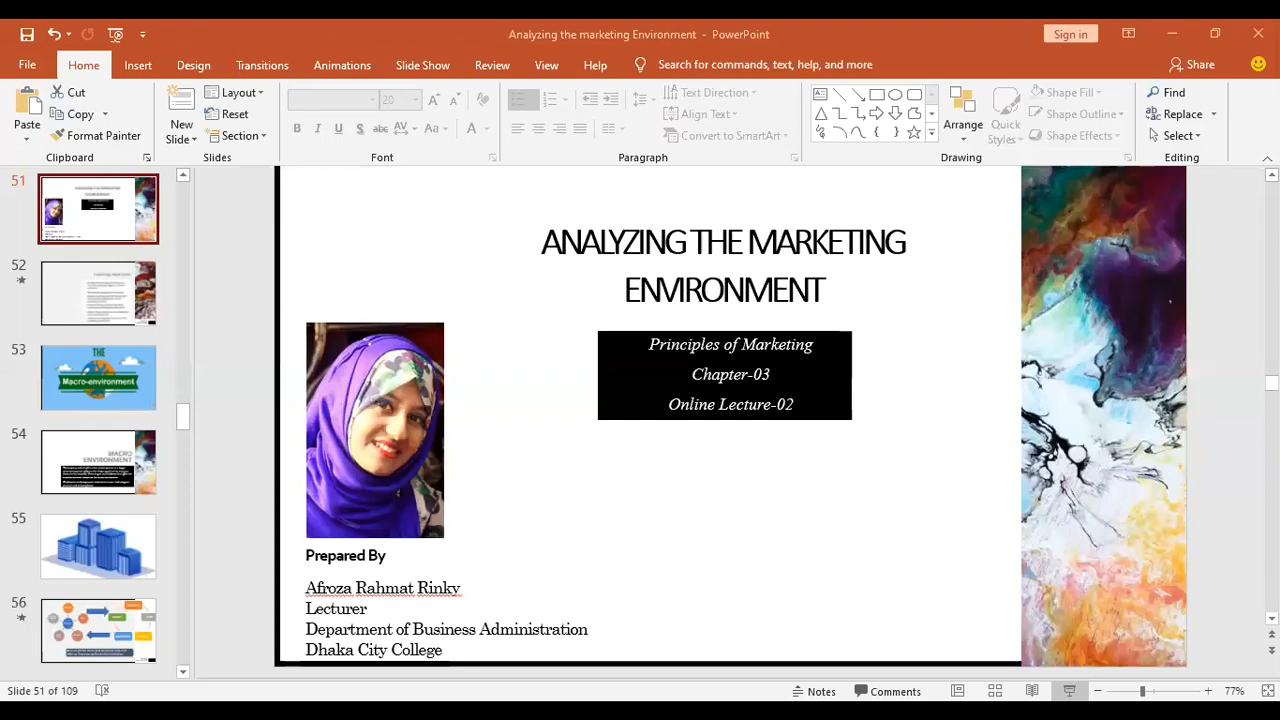 Analyzing the marketing Environment - PowerPoint
Sign in
File Home Insert Design Transitions Animations Slide Show Review View Help Search for commands, text, help, and more Share
Paste
Cut
Copy
Format Painter
Clipboard
New Slide
Layout
Reset
Section
Slides
20
Font
Text Direction
Align Text
Convert to SmartArt
Paragraph
Arrange
Quick Styles
Shape Fill
Shape Outline
Shape Effects
Drawing
Find
Replace
Select
Editing
51
52
53
THE
Macro-environment
54
MACRO
ENVIRONMENT
55
56
ANALYZING THE MARKETING
ENVIRONMENT
Principles of Marketing
Chapter-03
Online Lecture-02
Prepared By
Afroza Rahmat Rinky
Lecturer
Department of Business Administration
Dhaka City College
Slide 51 of 109
Notes
Comments
77%